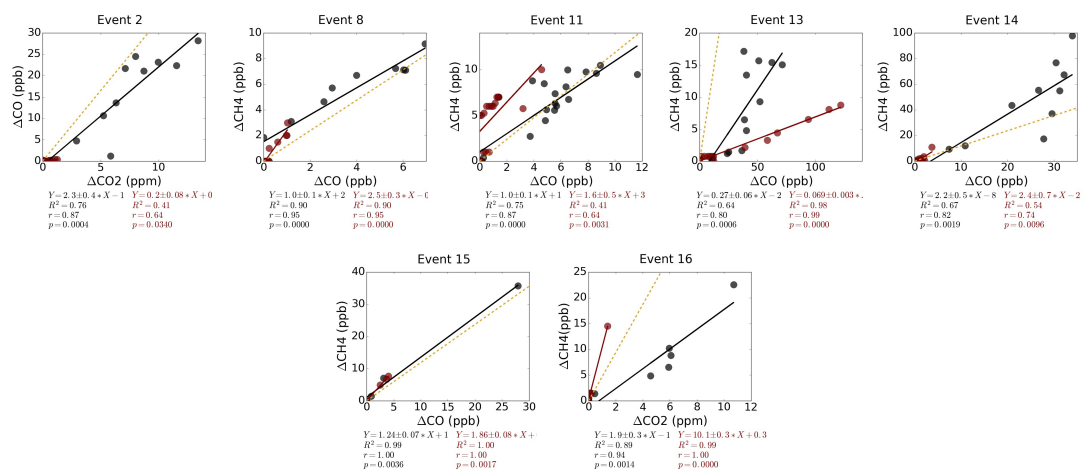 Event 2
ΔCO (ppb)
30
25
20
15
10
5
0
0 5 10
ΔCO2 (ppm)
Y = 2.3±0.4 * X − 1 Y = 0.2±0.08 * X + 0
R² = 0.76 R² = 0.41
r = 0.87 r = 0.64
p = 0.0004 p = 0.0340
Event 8
ΔCH4 (ppb)
10
8
6
4
2
0
0 2 4 6
ΔCO (ppb)
Y = 1.0±0.1 * X + 2 Y = 2.5±0.3 * X −
R² = 0.90 R² = 0.90
r = 0.95 r = 0.95
p = 0.0000 p = 0.0000
Event 11
ΔCH4 (ppb)
10
5
0
0 2 4 6 8 10 12
ΔCO (ppb)
Y = 1.0±0.1 * X + 1 Y = 1.6±0.5 * X + 3
R² = 0.75 R² = 0.41
r = 0.87 r = 0.64
p = 0.0000 p = 0.0031
Event 13
ΔCH4 (ppb)
20
15
10
5
0
0 50 100
ΔCO (ppb)
Y = 0.27±0.06 * X − 2 Y = 0.069±0.003 *
R² = 0.64 R² = 0.98
r = 0.80 r = 0.99
p = 0.0006 p = 0.0000
Event 14
ΔCH4 (ppb)
100
80
60
40
20
0
0 10 20 30
ΔCO (ppb)
Y = 2.2±0.5 * X − 8 Y = 2.4±0.7 * X − 2
R² = 0.67 R² = 0.54
r = 0.82 r = 0.74
p = 0.0019 p = 0.0096
Event 15
ΔCH4 (ppb)
40
30
20
10
0
0 5 10 15 20 25 30
ΔCO (ppb)
Y = 1.24±0.07 * X + 1 Y = 1.86±0.08 * X +
R² = 0.99 R² = 1.00
r = 1.00 r = 1.00
p = 0.0036 p = 0.0017
Event 16
ΔCH4(ppb)
25
20
15
10
5
0
0 2 4 6 8 10 12
ΔCO2 (ppm)
Y = 1.9±0.3 * X − 1 Y = 10.1±0.3 * X + 0.3
R² = 0.89 R² = 0.99
r = 0.94 r = 1.00
p = 0.0014 p = 0.0000